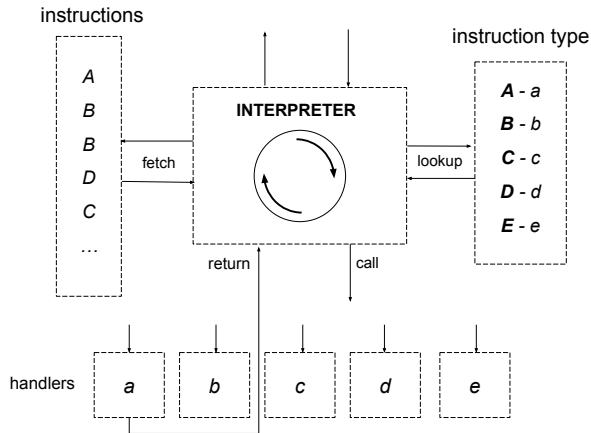 instructions
A
B
B
D
C
...
INTERPRETER
fetch
lookup
return
call
instruction type
A - a
B - b
C - c
D - d
E - e
handlers
a
b
c
d
e